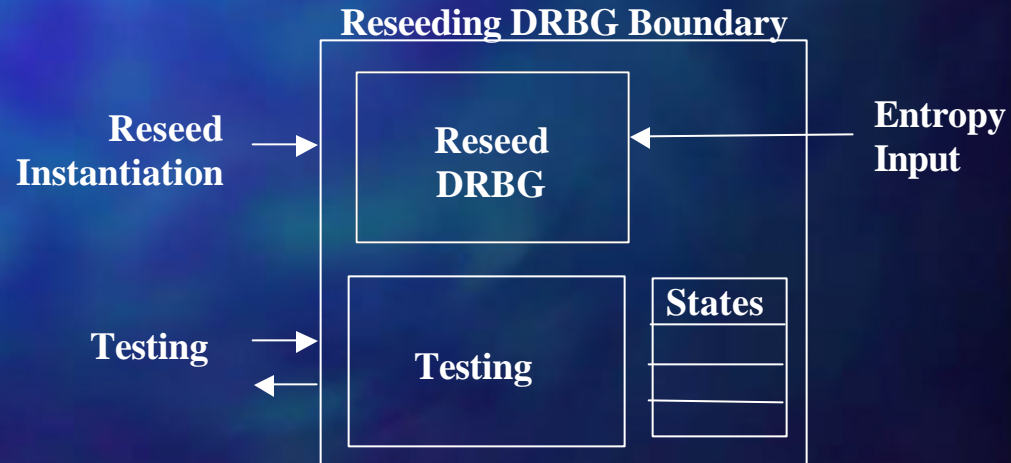 Reseeding DRBG Boundary
Reseed
Instantiation
Reseed
DRBG
Entropy
Input
States
Testing
Testing